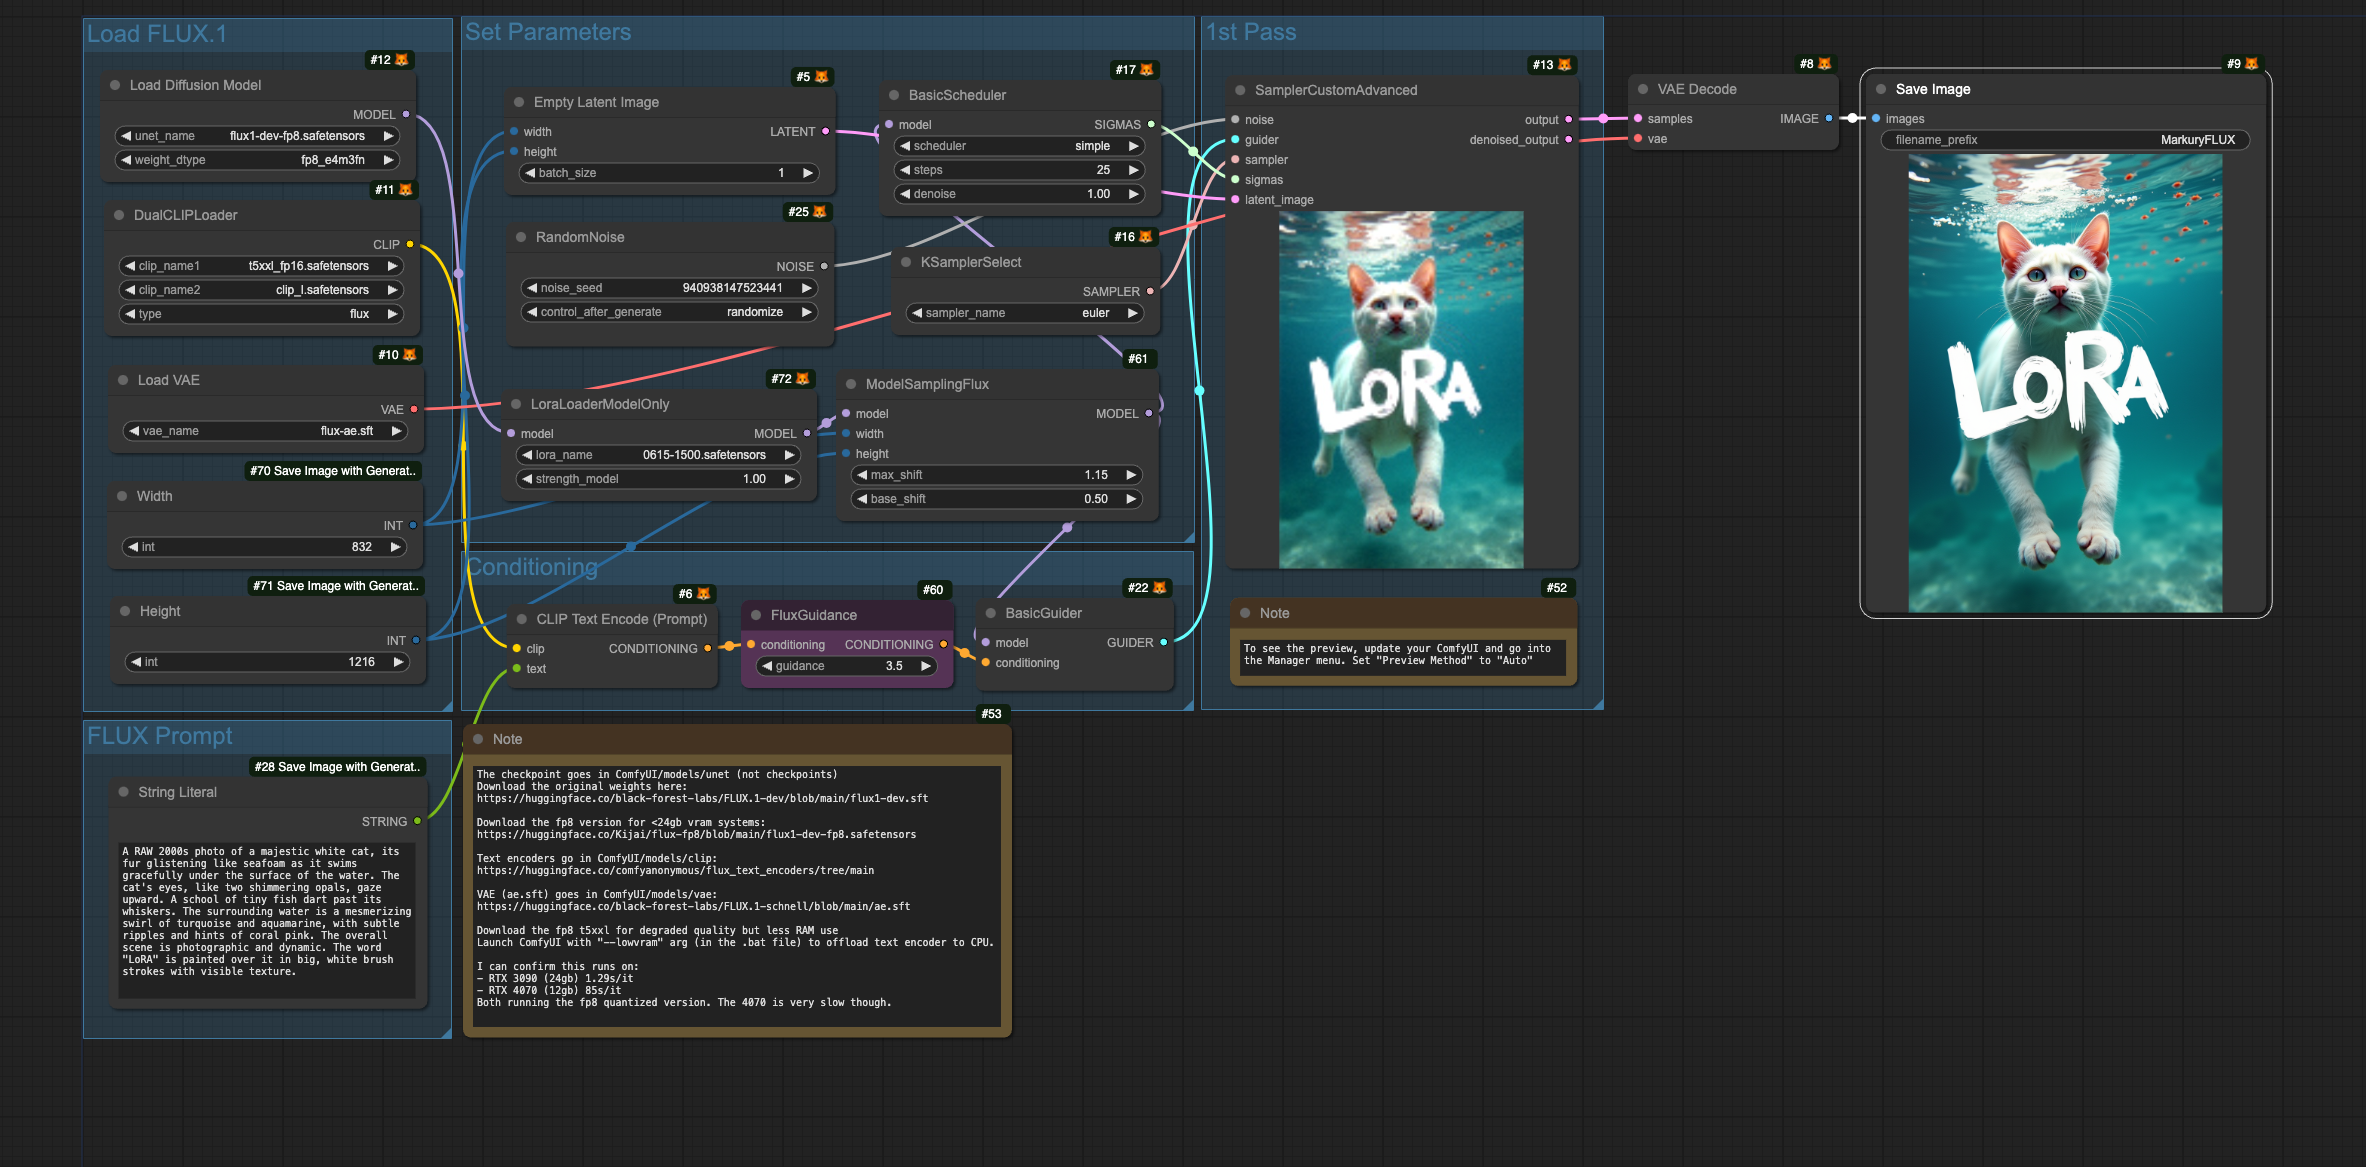 Load FLUX.1
#12
Load Diffusion Model
MODEL
unet_name flux1-dev-fp8.safetensors
weight_dtype fp8_e4m3fn
#11
DualCLIPLoader
CLIP
clip_name1 t5xxl_fp16.safetensors
clip_name2 clip_l.safetensors
type flux
#10
Load VAE
VAE
vae_name flux-ae.sft
#70 Save Image with Generat..
Width
INT
int 832
#71 Save Image with Generat..
Height
INT
int 1216
Set Parameters
#5
Empty Latent Image
width LATENT
height
batch_size 1
#25
RandomNoise
NOISE
noise_seed 940938147523441
control_after_generate randomize
#72
LoraLoaderModelOnly
model MODEL
lora_name 0615-1500.safetensors
strength_model 1.00
#17
BasicScheduler
model SIGMAS
scheduler simple
steps 25
denoise 1.00
#16
KSamplerSelect
SAMPLER
sampler_name euler
#61
ModelSamplingFlux
model MODEL
width
height
max_shift 1.15
base_shift 0.50
Conditioning
#6
CLIP Text Encode (Prompt)
clip CONDITIONING
text
#60
FluxGuidance
conditioning CONDITIONING
guidance 3.5
#22
BasicGuider
model GUIDER
conditioning
1st Pass
#13
SamplerCustomAdvanced
noise output
guider denoised_output
sampler
sigmas
latent_image
LoRA
#52
Note
To see the preview, update your ComfyUI and go into
the Manager menu. Set "Preview Method" to "Auto"
#8
VAE Decode
samples IMAGE
vae
#9
Save Image
images
filename_prefix MarkuryFLUX
LoRA
FLUX Prompt
#28 Save Image with Generat..
String Literal
STRING
A RAW 2000s photo of a majestic white cat, its
fur glistening like seafoam as it swims
gracefully under the surface of the water. The
cat's eyes, like two shimmering opals, gaze
upward. A school of tiny fish dart past its
whiskers. The surrounding water is a mesmerizing
swirl of turquoise and aquamarine, with subtle
ripples and hints of coral pink. The overall
scene is photographic and dynamic. The word
"LoRA" is painted over it in big, white brush
strokes with visible texture.
#53
Note
The checkpoint goes in ComfyUI/models/unet (not checkpoints)
Download the original weights here:
https://huggingface.co/black-forest-labs/FLUX.1-dev/blob/main/flux1-dev.sft
Download the fp8 version for <24gb vram systems:
https://huggingface.co/Kijai/flux-fp8/blob/main/flux1-dev-fp8.safetensors
Text encoders go in ComfyUI/models/clip:
https://huggingface.co/comfyanonymous/flux_text_encoders/tree/main
VAE (ae.sft) goes in ComfyUI/models/vae:
https://huggingface.co/black-forest-labs/FLUX.1-schnell/blob/main/ae.sft
Download the fp8 t5xxl for degraded quality but less RAM use
Launch ComfyUI with "--lowvram" arg (in the .bat file) to offload text encoder to CPU.
I can confirm this runs on:
- RTX 3090 (24gb) 1.29s/it
- RTX 4070 (12gb) 85s/it
Both running the fp8 quantized version. The 4070 is very slow though.